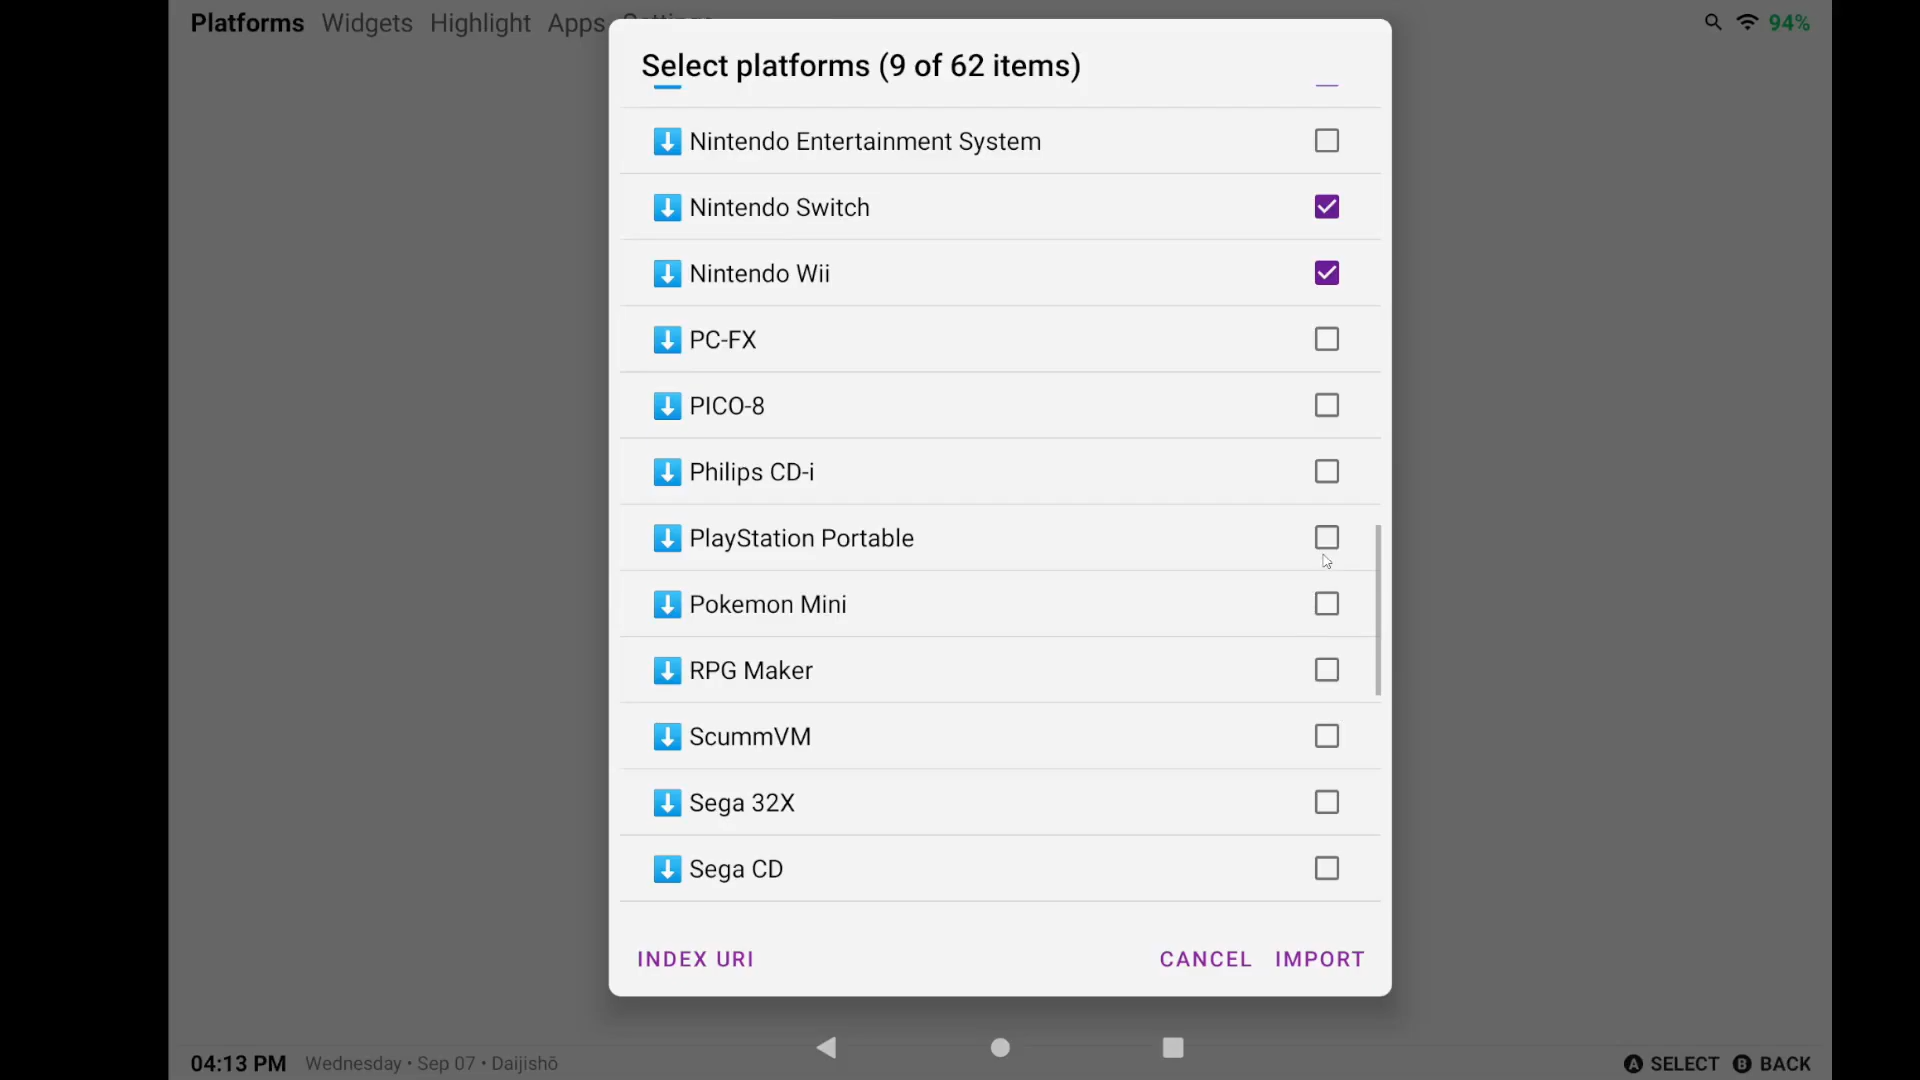 Platforms Widgets Highlight Apps Settings
94%
Select platforms (9 of 62 items)
Nintendo Entertainment System
Nintendo Switch
Nintendo Wii
PC-FX
PICO-8
Philips CD-i
PlayStation Portable
Pokemon Mini
RPG Maker
ScummVM
Sega 32X
Sega CD
INDEX URI CANCEL IMPORT
04:13 PM Wednesday • Sep 07 • Daijishō
A SELECT B BACK